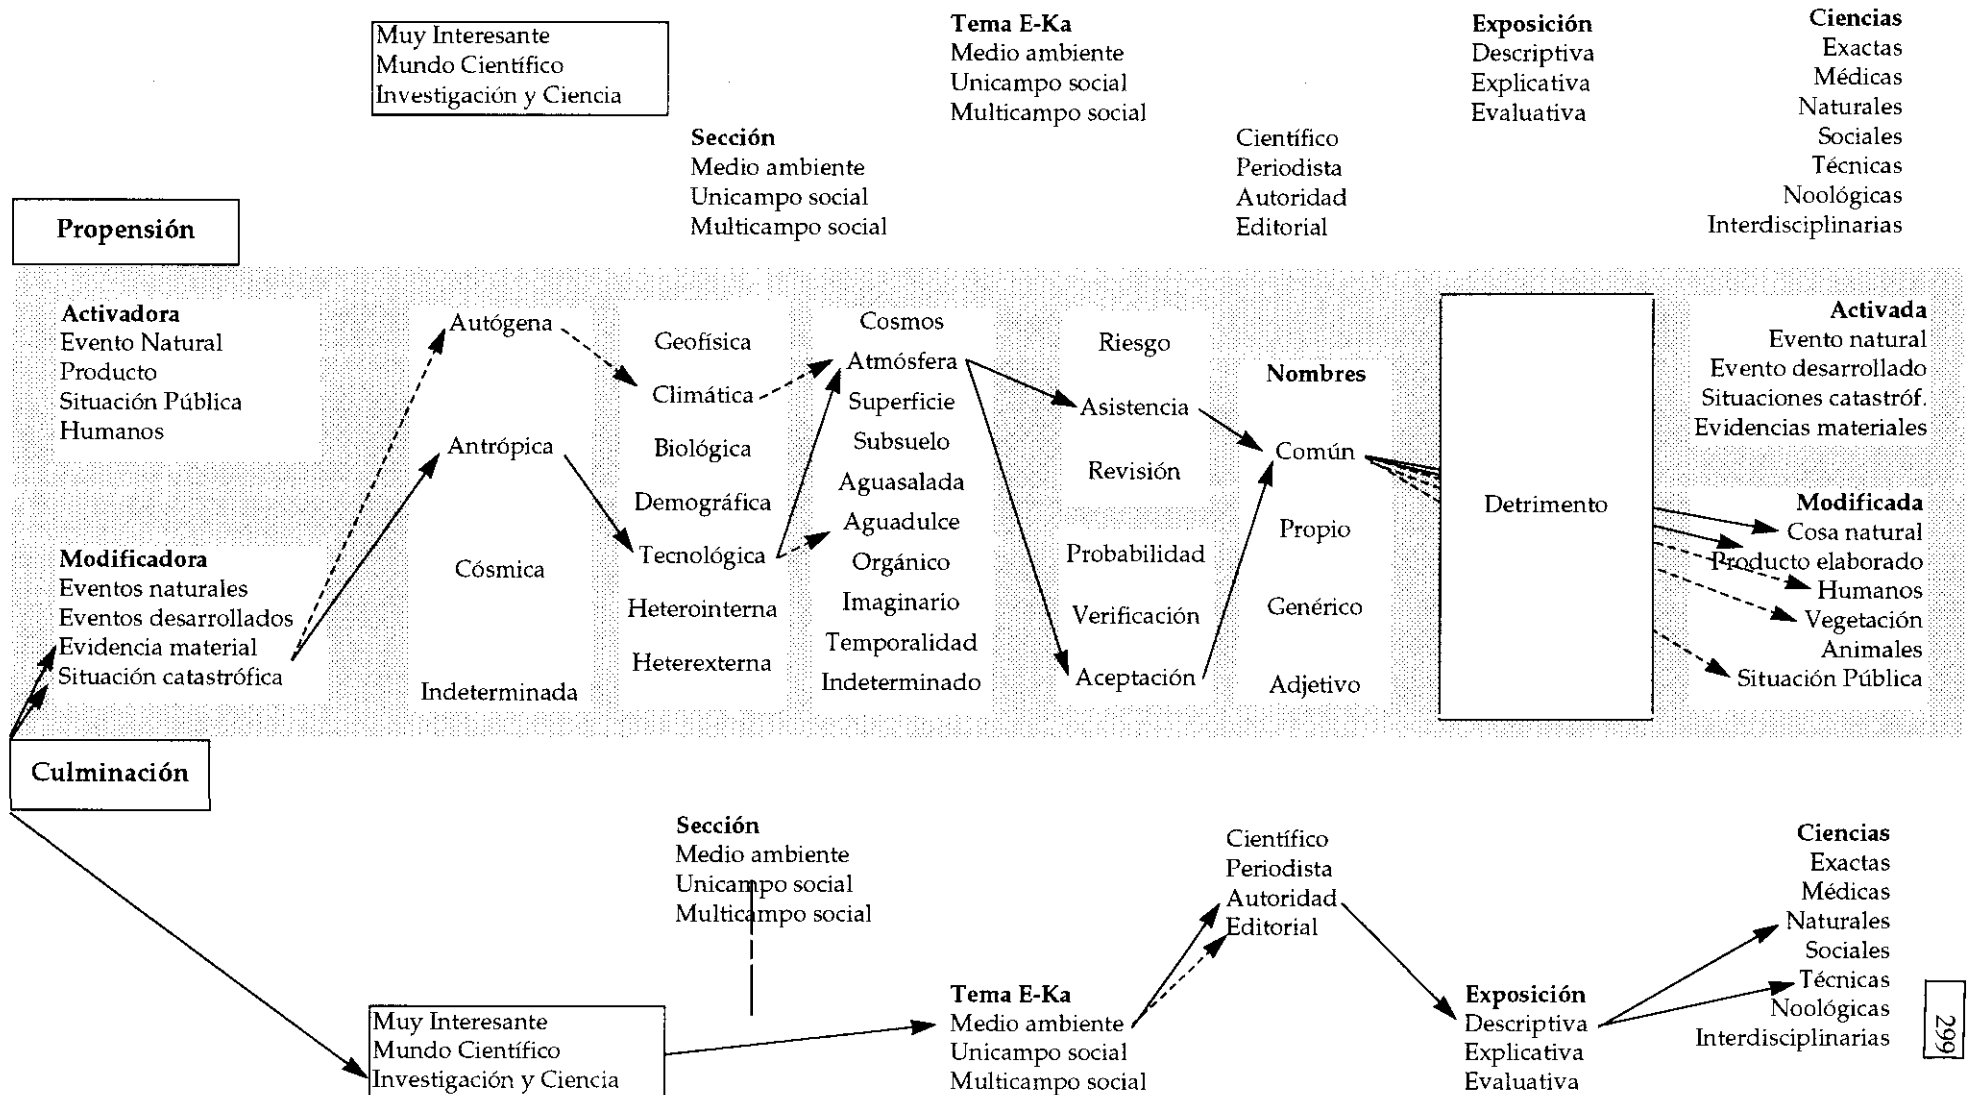 Muy Interesante
Mundo Científico
Investigación y Ciencia
Sección
Medio ambiente
Unicampo social
Multicampo social
Tema E-Ka
Medio ambiente
Unicampo social
Multicampo social
Científico
Periodista
Autoridad
Editorial
Exposición
Descriptiva
Explicativa
Evaluativa
Ciencias
Exactas
Médicas
Naturales
Sociales
Técnicas
Noológicas
Interdisciplinarias
Propensión
Activadora
Evento Natural
Producto
Situación Pública
Humanos
Modificadora
Eventos naturales
Eventos desarrollados
Evidencia material
Situación catastrófica
Autógena
Antrópica
Cósmica
Indeterminada
Geofísica
Climática
Biológica
Demográfica
Tecnológica
Heterointerna
Heterexterna
Cosmos
Atmósfera
Superficie
Subsuelo
Aguasalada
Aguadulce
Orgánico
Imaginario
Temporalidad
Indeterminado
Riesgo
Asistencia
Revisión
Probabilidad
Verificación
Aceptación
Nombres
Común
Propio
Genérico
Adjetivo
Detrimento
Activada
Evento natural
Evento desarrollado
Situaciones catastróf.
Evidencias materiales
Modificada
Cosa natural
Producto elaborado
Humanos
Vegetación
Animales
Situación Pública
Culminación
Muy Interesante
Mundo Científico
Investigación y Ciencia
Sección
Medio ambiente
Unicampo social
Multicampo social
Tema E-Ka
Medio ambiente
Unicampo social
Multicampo social
Científico
Periodista
Autoridad
Editorial
Exposición
Descriptiva
Explicativa
Evaluativa
Ciencias
Exactas
Médicas
Naturales
Sociales
Técnicas
Noológicas
Interdisciplinarias
299